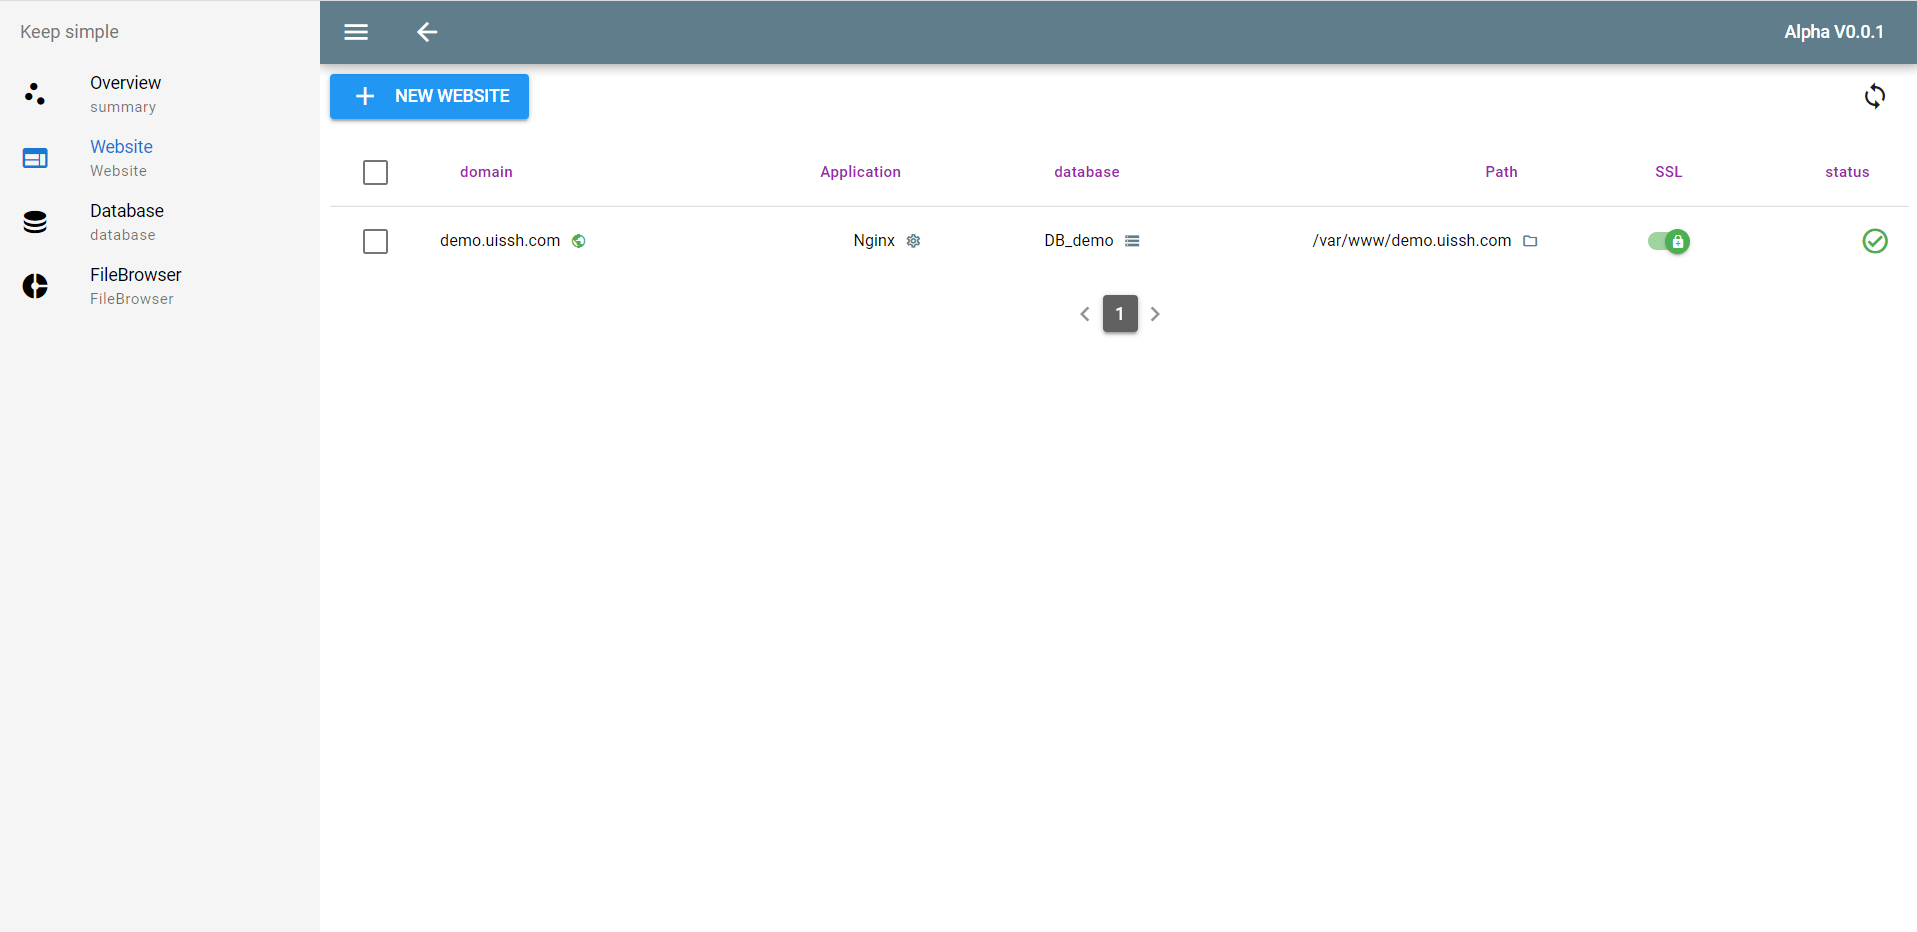 Keep simple
Alpha V0.0.1
Overview
summary
Website
Website
Database
database
FileBrowser
FileBrowser
NEW WEBSITE
domain Application database Path SSL status
demo.uissh.com Nginx DB_demo /var/www/demo.uissh.com
1